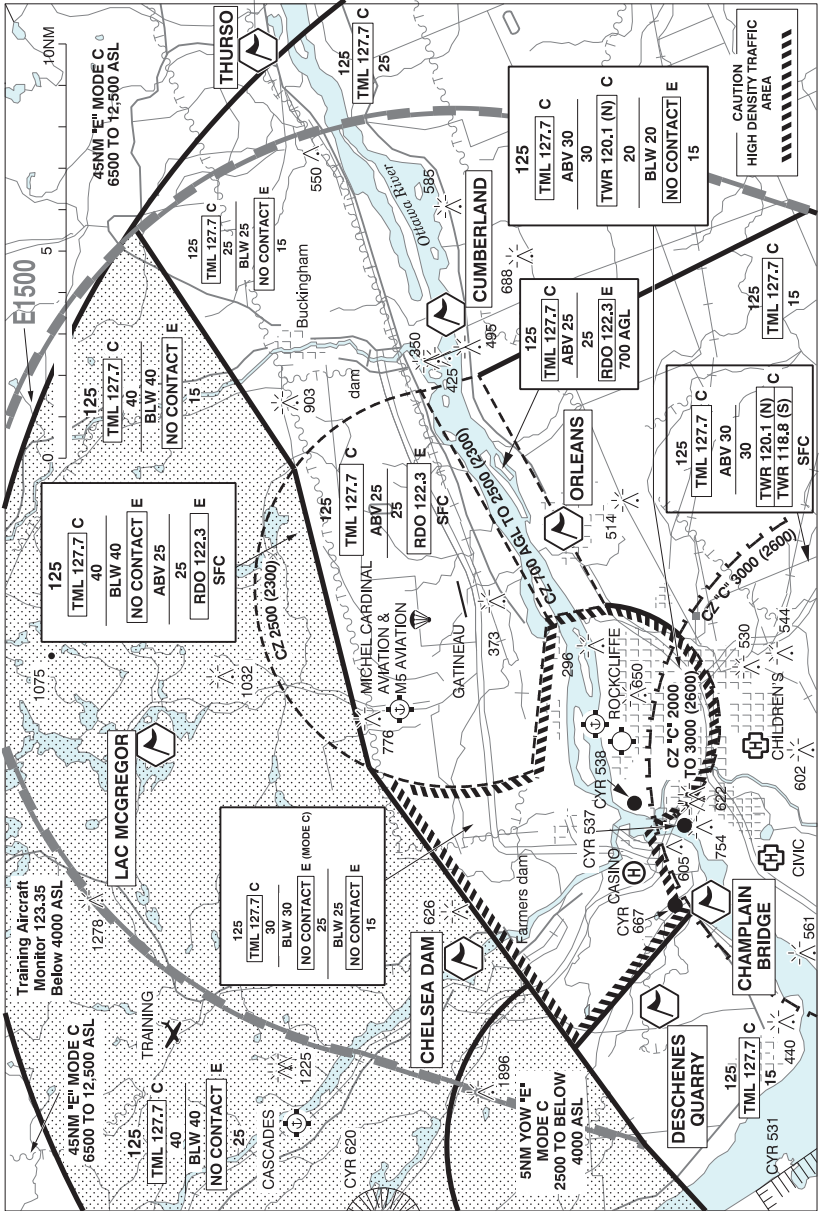 45NM "E" MODE C
6500 TO 12,500 ASL
Training Aircraft
Monitor 123.35
Below 4000 ASL
1278
LAC MCGREGOR
1075
1032
125
TML 127.7 C
40
BLW 40
NO CONTACT E
ABV 25
25
RDO 122.3 E
SFC
125
TML 127.7 C
40
BLW 40
NO CONTACT E
15
E1500
0
5
10NM
45NM "E" MODE C
6500 TO 12,500 ASL
THURSO
125
TML 127.7 C
40
BLW 40
NO CONTACT E
25
TRAINING
CASCADES
1225
CYR 620
125
TML 127.7 C
30
BLW 30
NO CONTACT E (MODE C)
25
BLW 25
NO CONTACT E
15
626
CHELSEA DAM
1896
5NM YOW "E"
MODE C
2500 TO BELOW
4000 ASL
CZ 2500 (2300)
776
MICHEL CARDINAL
AVIATION &
M5 AVIATION
GATINEAU
373
125
TML 127.7 C
ABV 25
25
RDO 122.3 E
SFC
903
dam
Buckingham
125
TML 127.7 C
25
BLW 25
NO CONTACT E
15
550
125
TML 127.7 C
25
Ottawa River
585
350
425
495
CUMBERLAND
688
CZ 700 AGL TO 2500 (2300)
125
TML 127.7 C
ABV 25
25
RDO 122.3 E
700 AGL
125
TML 127.7 C
ABV 30
30
TWR 120.1 (N) C
20
BLW 20
NO CONTACT E
15
CAUTION
HIGH DENSITY TRAFFIC
AREA
ORLEANS
514
296
ROCKCLIFFE
650
CZ "C" 2000
TO 3000 (2600)
CZ "C" 3000 (2600)
125
TML 127.7 C
15
125
TML 127.7 C
ABV 30
30
TWR 120.1 (N) C
TWR 118.8 (S)
SFC
530
544
CHILDREN'S
602
622
754
605
CIVIC
CYR 538
CYR 537
CASINO
H
CYR
667
Farmers dam
CHAMPLAIN
BRIDGE
DESCHENES
QUARRY
125
TML 127.7 C
15
440
561
CYR 531